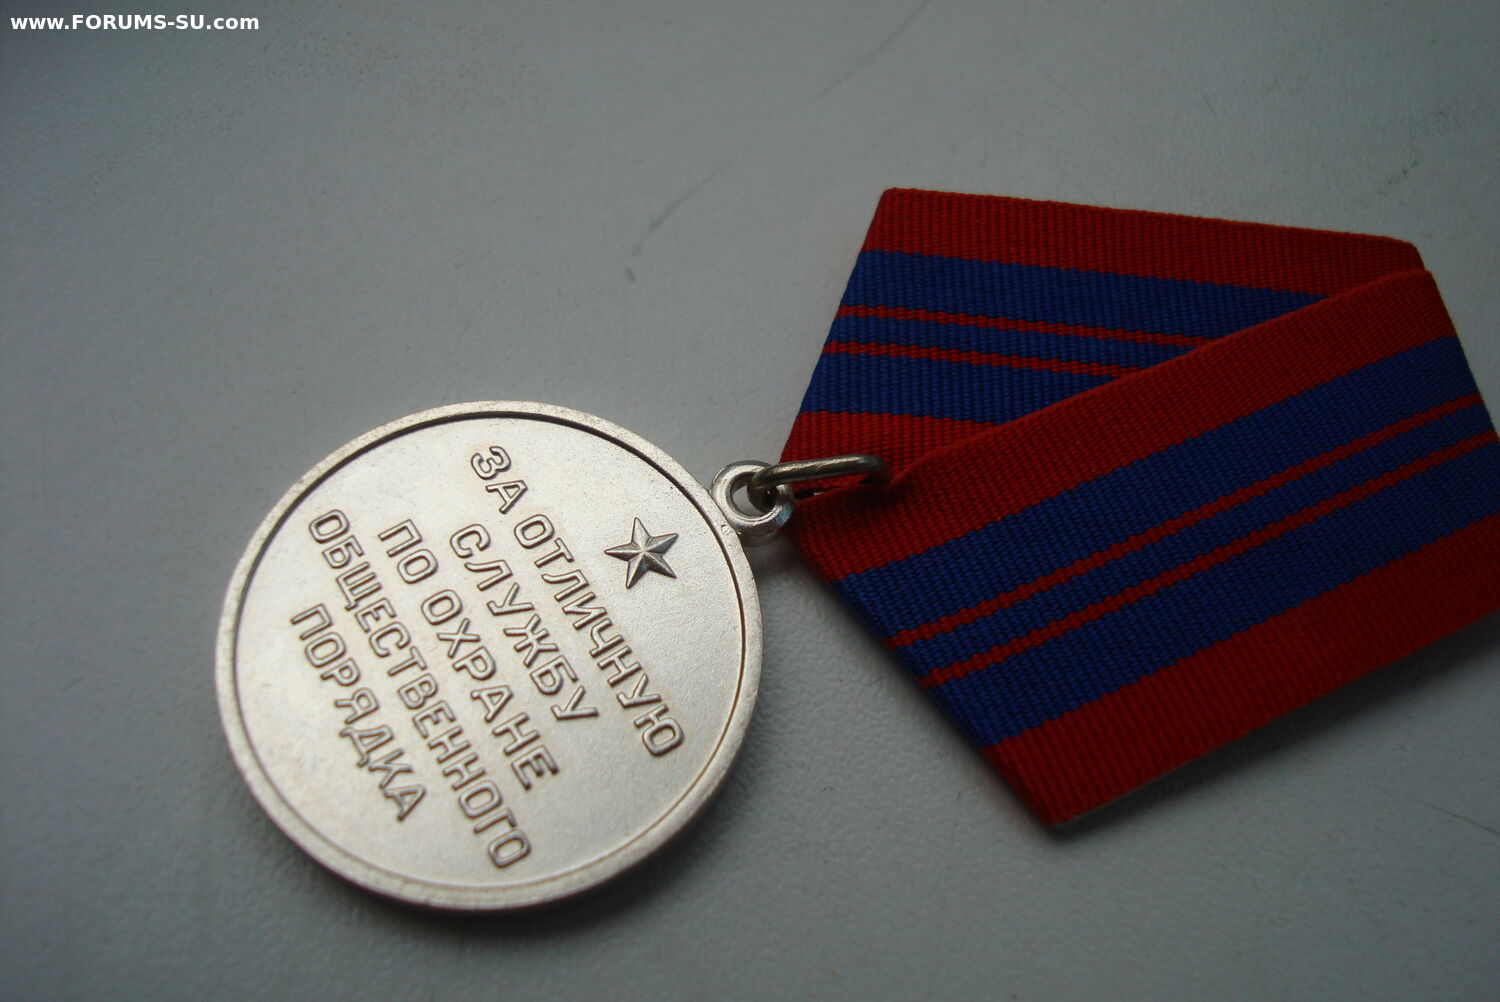 www.FORUMS-SU.com
ЗА ОТЛИЧНУЮ
СЛУЖБУ
ПО ОХРАНЕ
ОБЩЕСТВЕННОГО
ПОРЯДКА